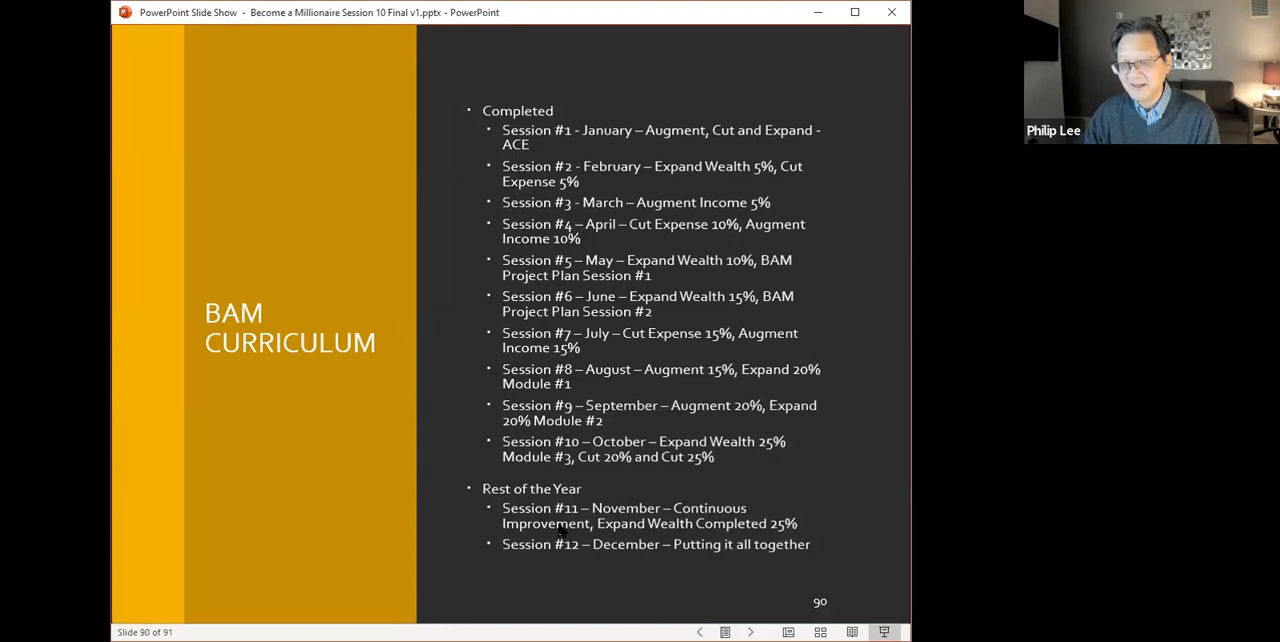 PowerPoint Slide Show - Become a Millionaire Session 10 Final v1.pptx - PowerPoint
Philip Lee
BAM
CURRICULUM
• Completed
• Session #1 - January – Augment, Cut and Expand -
ACE
• Session #2 - February – Expand Wealth 5%, Cut
Expense 5%
• Session #3 - March – Augment Income 5%
• Session #4 – April – Cut Expense 10%, Augment
Income 10%
• Session #5 – May – Expand Wealth 10%, BAM
Project Plan Session #1
• Session #6 – June – Expand Wealth 15%, BAM
Project Plan Session #2
• Session #7 – July – Cut Expense 15%, Augment
Income 15%
• Session #8 – August – Augment 15%, Expand 20%
Module #1
• Session #9 – September – Augment 20%, Expand
20% Module #2
• Session #10 – October – Expand Wealth 25%
Module #3, Cut 20% and Cut 25%
• Rest of the Year
• Session #11 – November – Continuous
Improvement, Expand Wealth Completed 25%
• Session #12 – December – Putting it all together
90
Slide 90 of 91